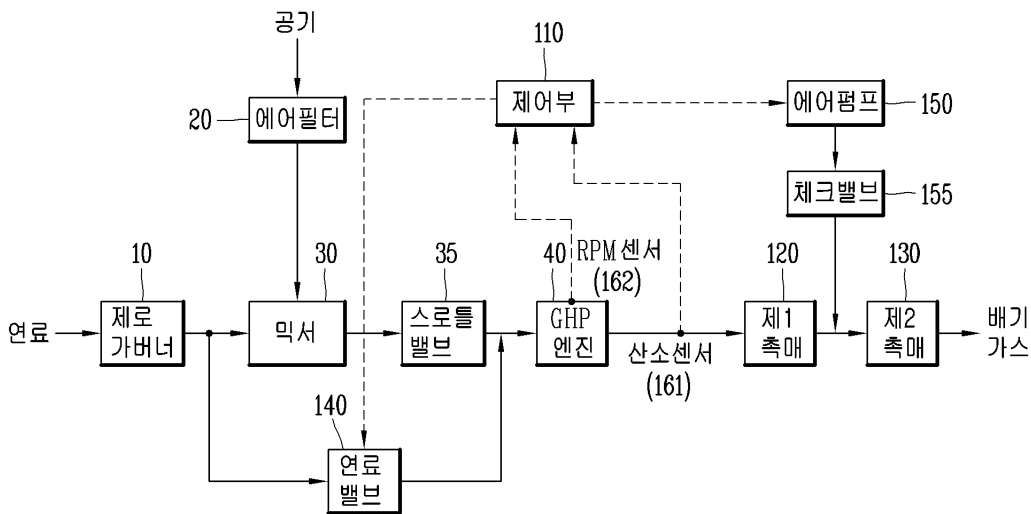 공기
110
20
에어필터
제어부
에어펌프
150
체크밸브
155
10
30
35
40
RPM센서
(162)
120
130
연료
제로
가버너
믹서
스로틀
밸브
GHP
엔진
산소센서
(161)
제1
촉매
제2
촉매
배기
가스
140
연료
밸브